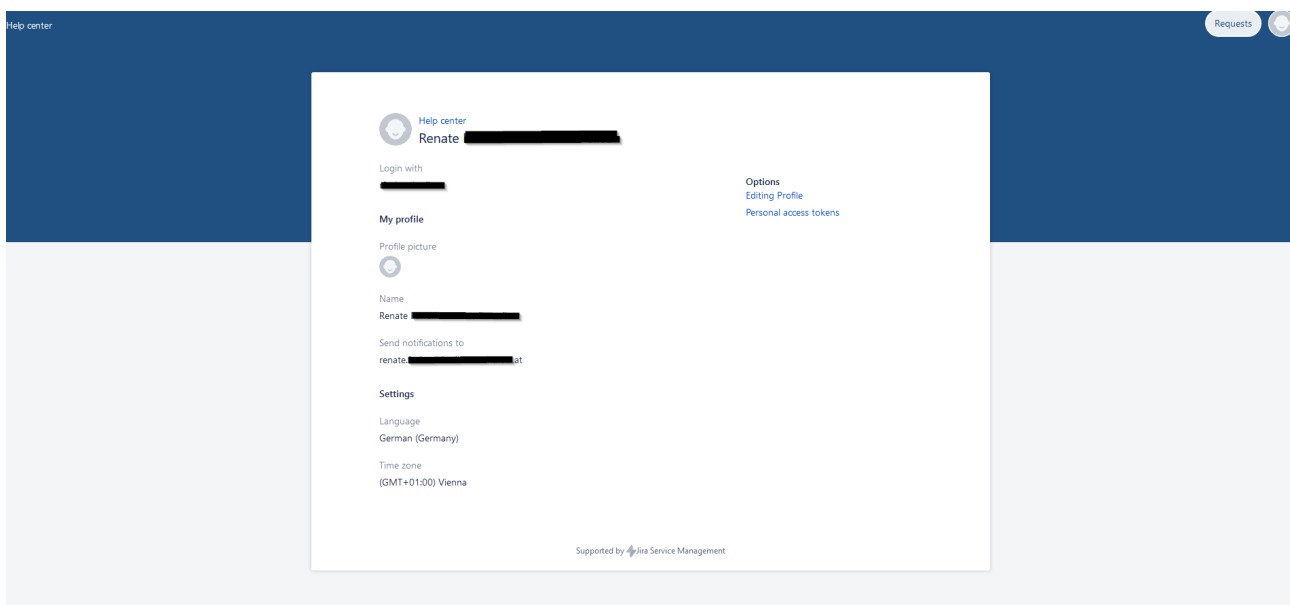 Help center
Requests
Help center
Renate
Login with
Options
Editing Profile
Personal access tokens
My profile
Profile picture
Name
Renate
Send notifications to
renate. at
Settings
Language
German (Germany)
Time zone
(GMT+01:00) Vienna
Supported by Jira Service Management